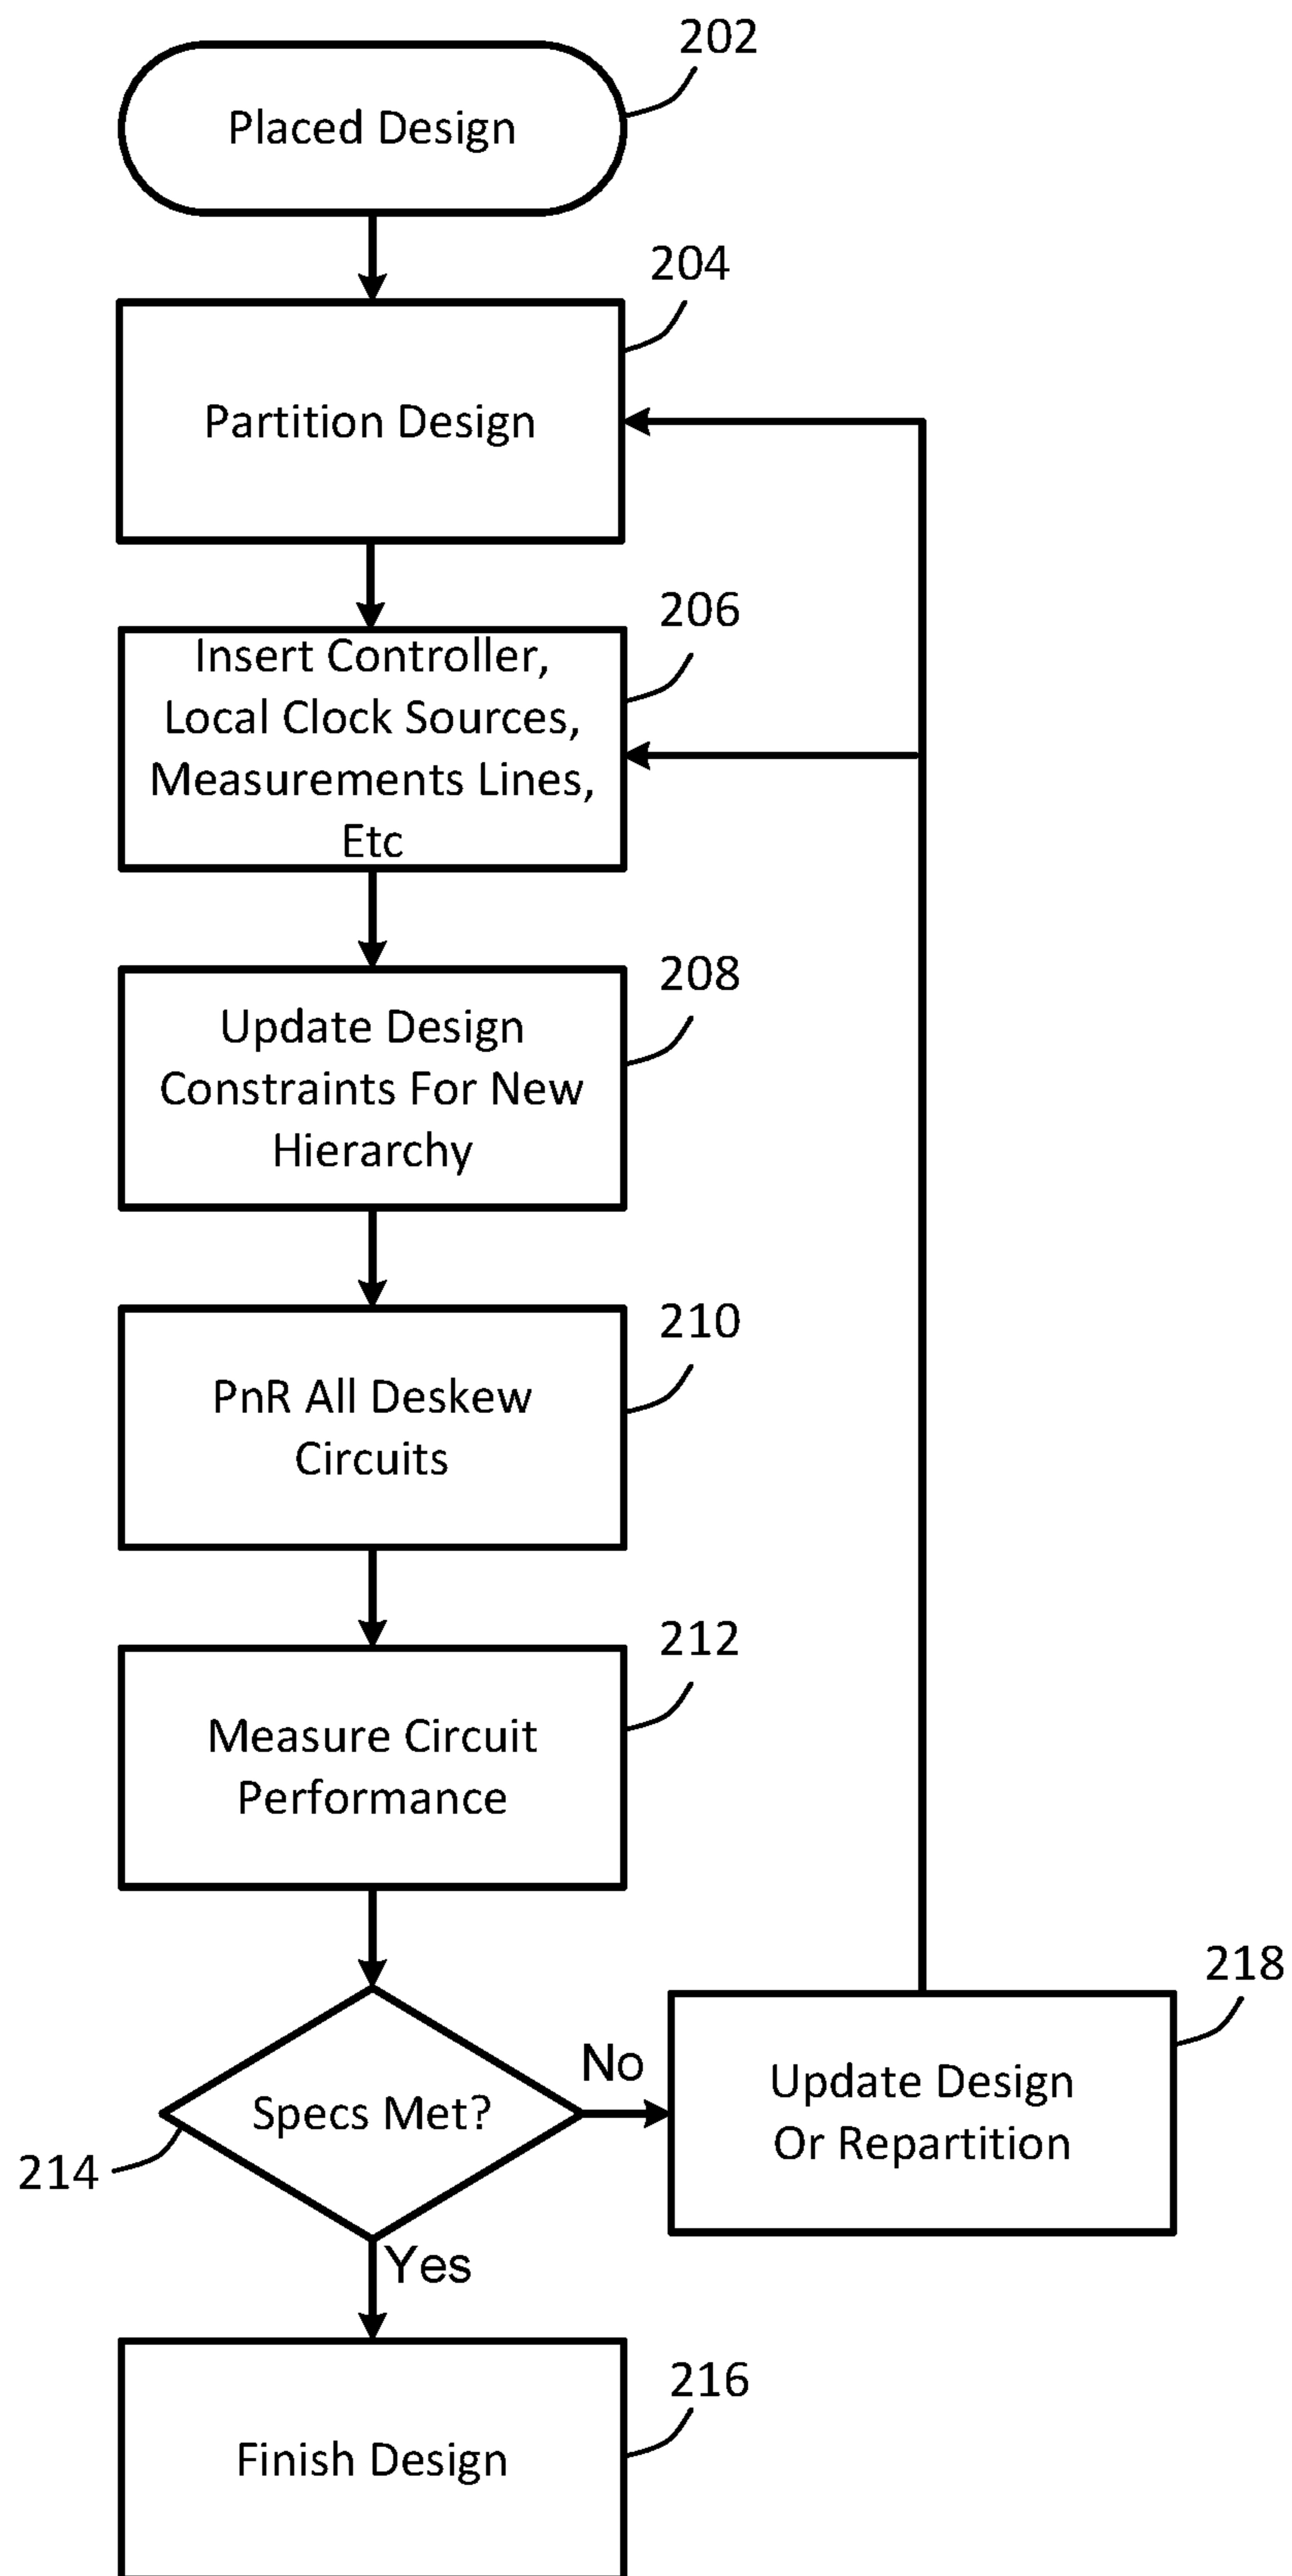 202
Placed Design
204
Partition Design
206
Insert Controller,
Local Clock Sources,
Measurements Lines,
Etc
208
Update Design
Constraints For New
Hierarchy
210
PnR All Deskew
Circuits
212
Measure Circuit
Performance
214
Specs Met?
No
218
Update Design
Or Repartition
Yes
216
Finish Design